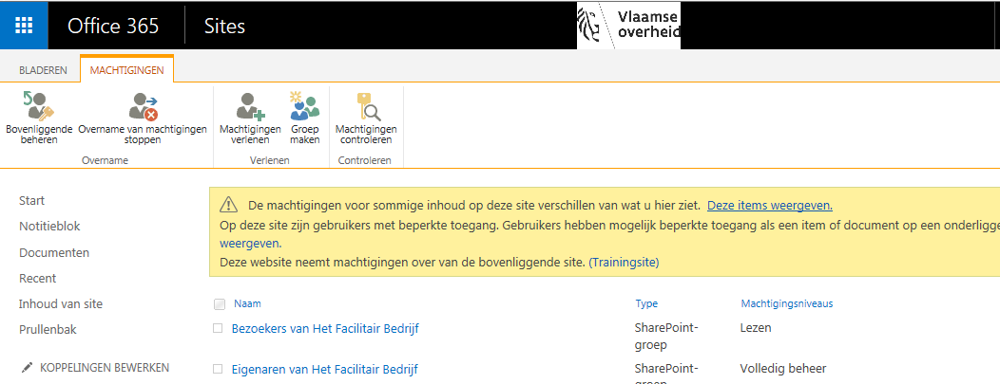 Office 365 Sites Vlaamse
overheid
BLADEREN MACHTIGINGEN
Bovenliggende
beheren
Overname van machtigingen
stoppen
Machtigingen
verlenen
Groep
maken
Machtigingen
controleren
Overname Verlenen Controleren
Start
Notitieblok
Documenten
Recent
Inhoud van site
Prullenbak
KOPPELINGEN BEWERKEN
De machtigingen voor sommige inhoud op deze site verschillen van wat u hier ziet. Deze items weergeven.
Op deze site zijn gebruikers met beperkte toegang. Gebruikers hebben mogelijk beperkte toegang als een item of document op een onderligge
weergeven.
Deze website neemt machtigingen over van de bovenliggende site. (Trainingsite)
Naam Type Machtigingsniveaus
Bezoekers van Het Facilitair Bedrijf SharePoint-
groep Lezen
Eigenaren van Het Facilitair Bedrijf SharePoint-
groep Volledig beheer